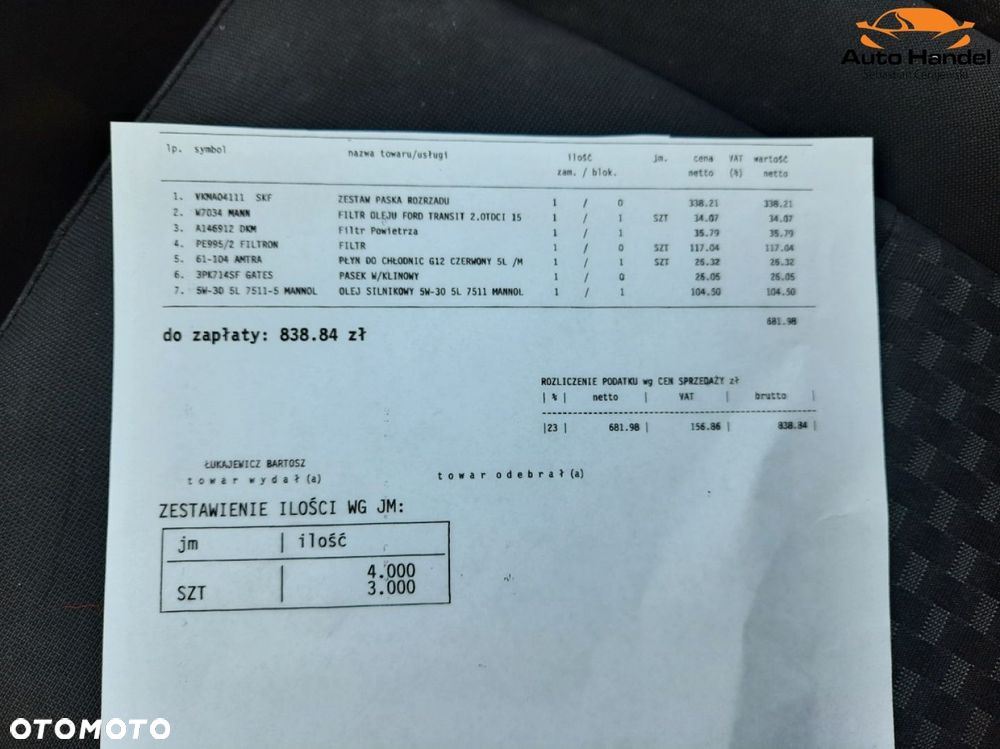 Auto Handel
Sebastian Cerajewski
lp. symbol nazwa towaru/usługi ilość jm. cena VAT wartość
zam. / blok. netto (%) netto
1. VKMA04111 SKF ZESTAW PASKA ROZRZADU 1 / 0 338.21 338.21
2. W7034 MANN FILTR OLEJU FORD TRANSIT 2.0TDCI 15 1 / 1 SZT 34.07 34.07
3. A146912 DKM Filtr Powietrza 1 / 1 35.79 35.79
4. PE995/2 FILTRON FILTR 1 / 0 SZT 117.04 117.04
5. 61-104 AMTRA PŁYN DO CHŁODNIC G12 CZERWONY 5L /M 1 / 1 SZT 26.32 26.32
6. 3PK714SF GATES PASEK W/KLINOWY 1 / 0 26.05 26.05
7. 5W-30 5L 7511-5 MANNOL OLEJ SILNIKOWY 5W-30 5L 7511 MANNOL 1 / 1 104.50 104.50
681.98
do zapłaty: 838.84 zł
ROZLICZENIE PODATKU wg CEN SPRZEDAŻY zł
| % | netto | VAT | brutto |
|23 | 681.98 | 156.86 | 838.84 |
ŁUKAJEWICZ BARTOSZ
towar wydał(a) towar odebrał(a)
ZESTAWIENIE ILOŚCI WG JM:
jm | ilość
4.000
SZT 3.000
OTOMOTO